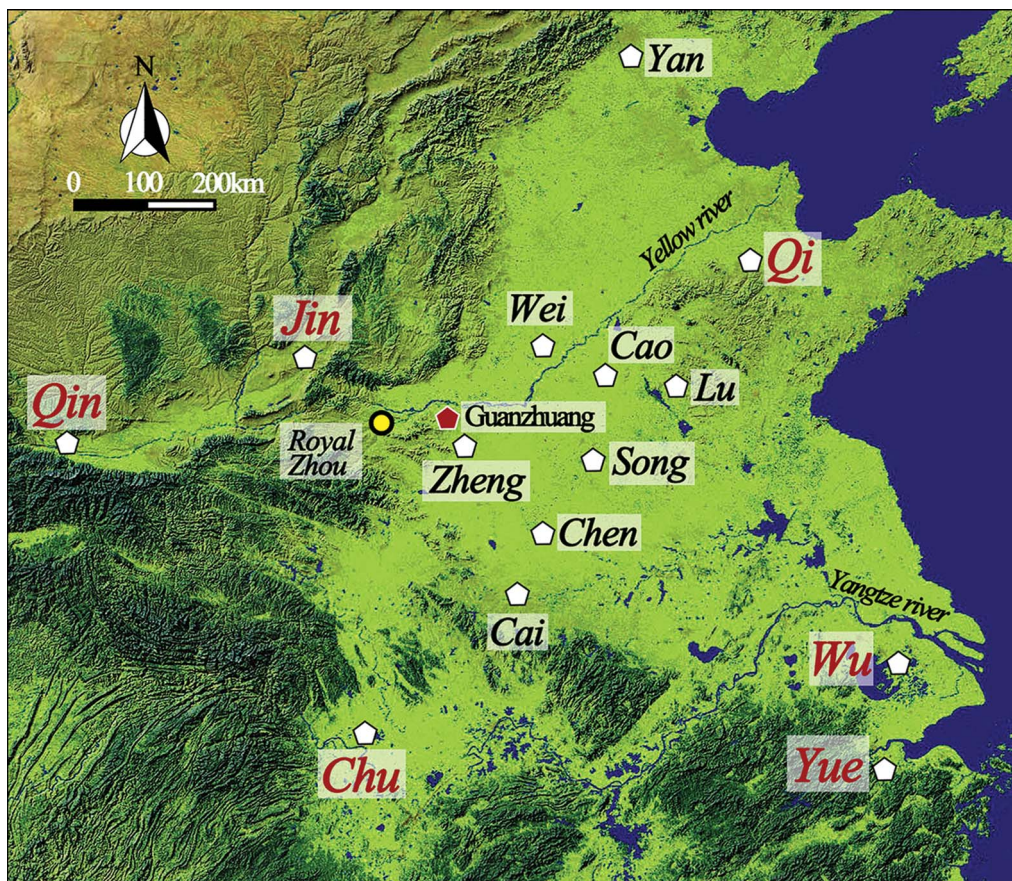 Yan
N
0 100 200km
Yellow river
Qi
Wei
Jin
Cao
Lu
Qin
Guanzhuang
Royal
Zhou
Zheng
Song
Chen
Yangtze river
Cai
Wu
Chu
Yue